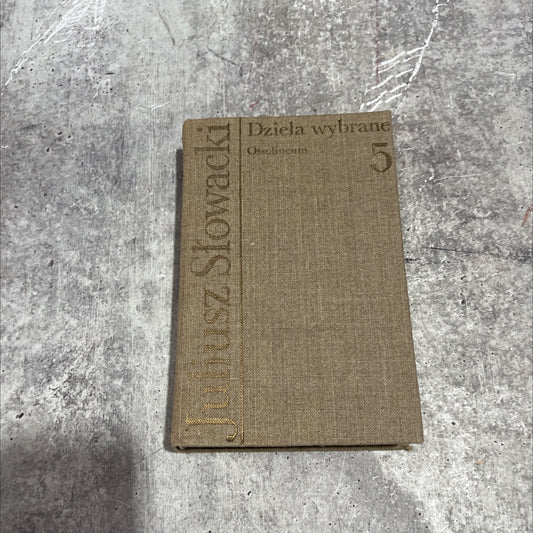 Juliusz Słowacki
Dzieła wybrane
Ossolineum
5